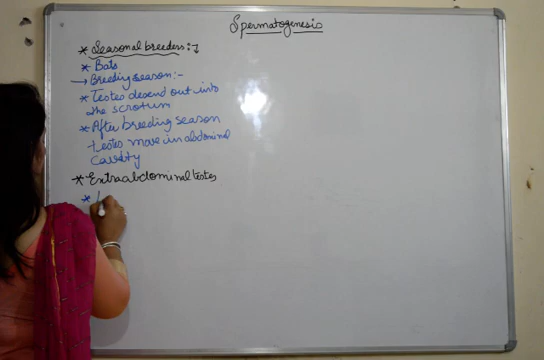 Spermatogenesis
* Seasonal breeders :-
* Bats
→ Breeding season :-
* Testes descend out into
the scrotum
* After breeding season
testes move in abdominal
cavity
* Extraabdominal testes
*